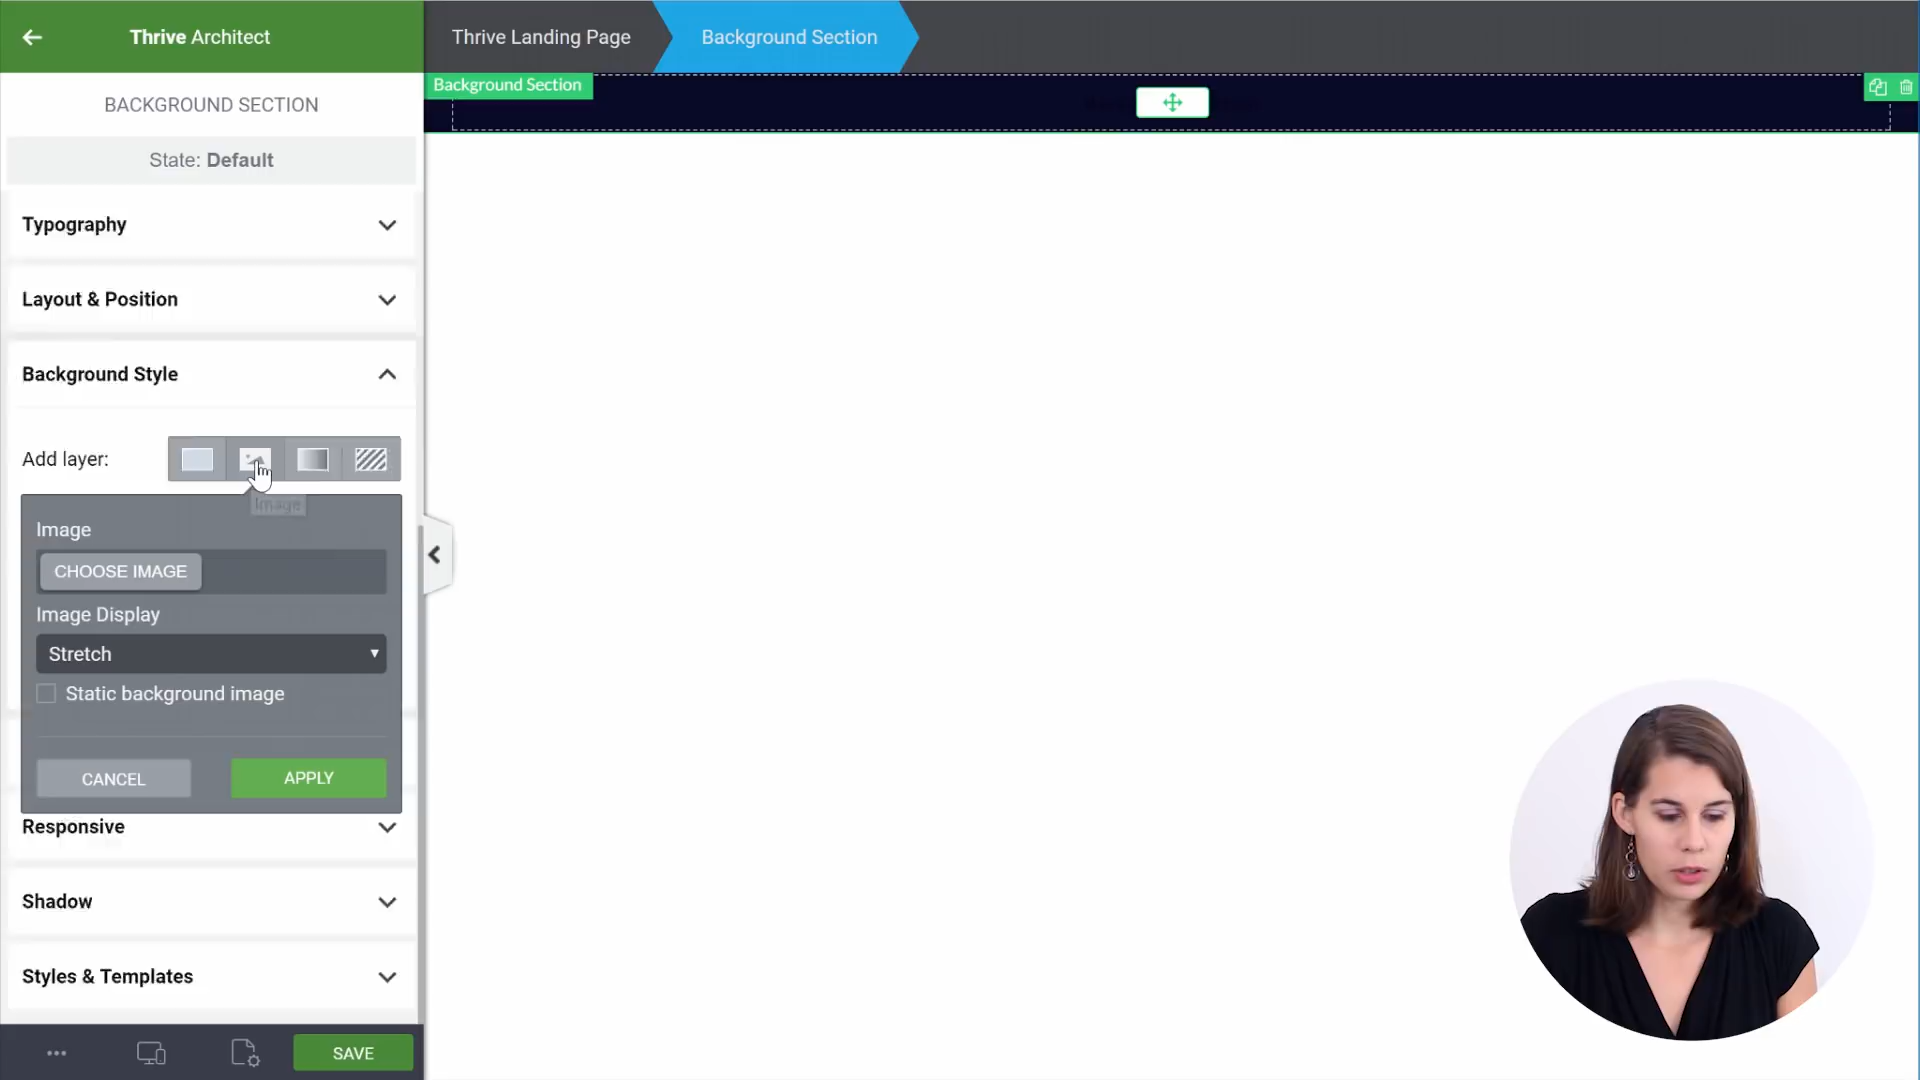 Thrive Architect
Thrive Landing Page
Background Section
Background Section
BACKGROUND SECTION
State: Default
Typography
Layout & Position
Background Style
Add layer:
Image
Image
CHOOSE IMAGE
Image Display
Stretch
Static background image
CANCEL
APPLY
Responsive
Shadow
Styles & Templates
SAVE